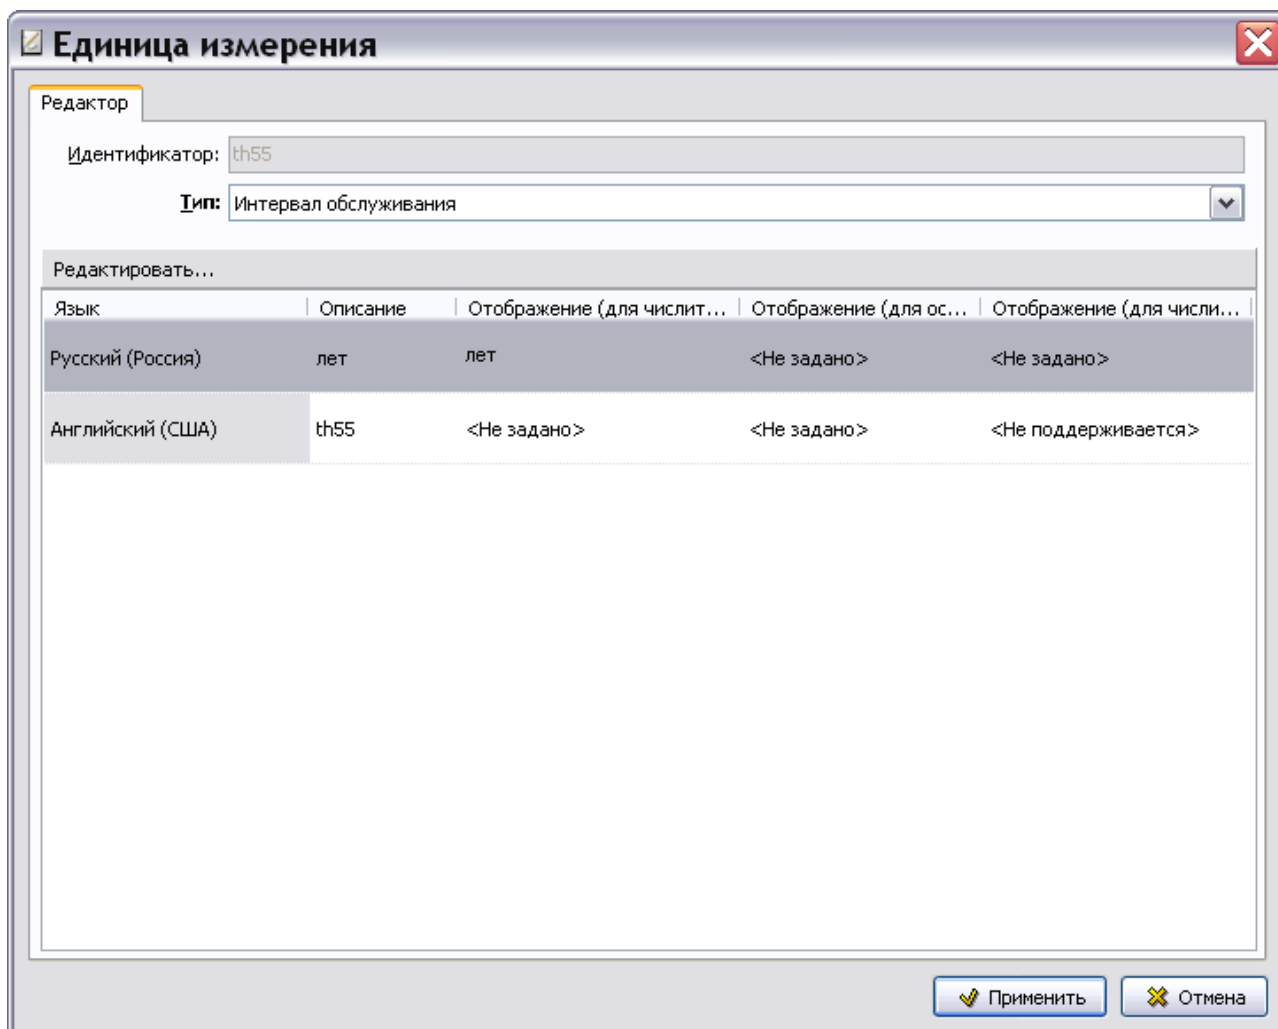 Единица измерения
Редактор
Идентификатор: th55
Тип: Интервал обслуживания
Редактировать...
Язык Описание Отображение (для числит... Отображение (для ос... Отображение (для числи...
Русский (Россия) лет лет <Не задано> <Не задано>
Английский (США) th55 <Не задано> <Не задано> <Не поддерживается>
Применить Отмена